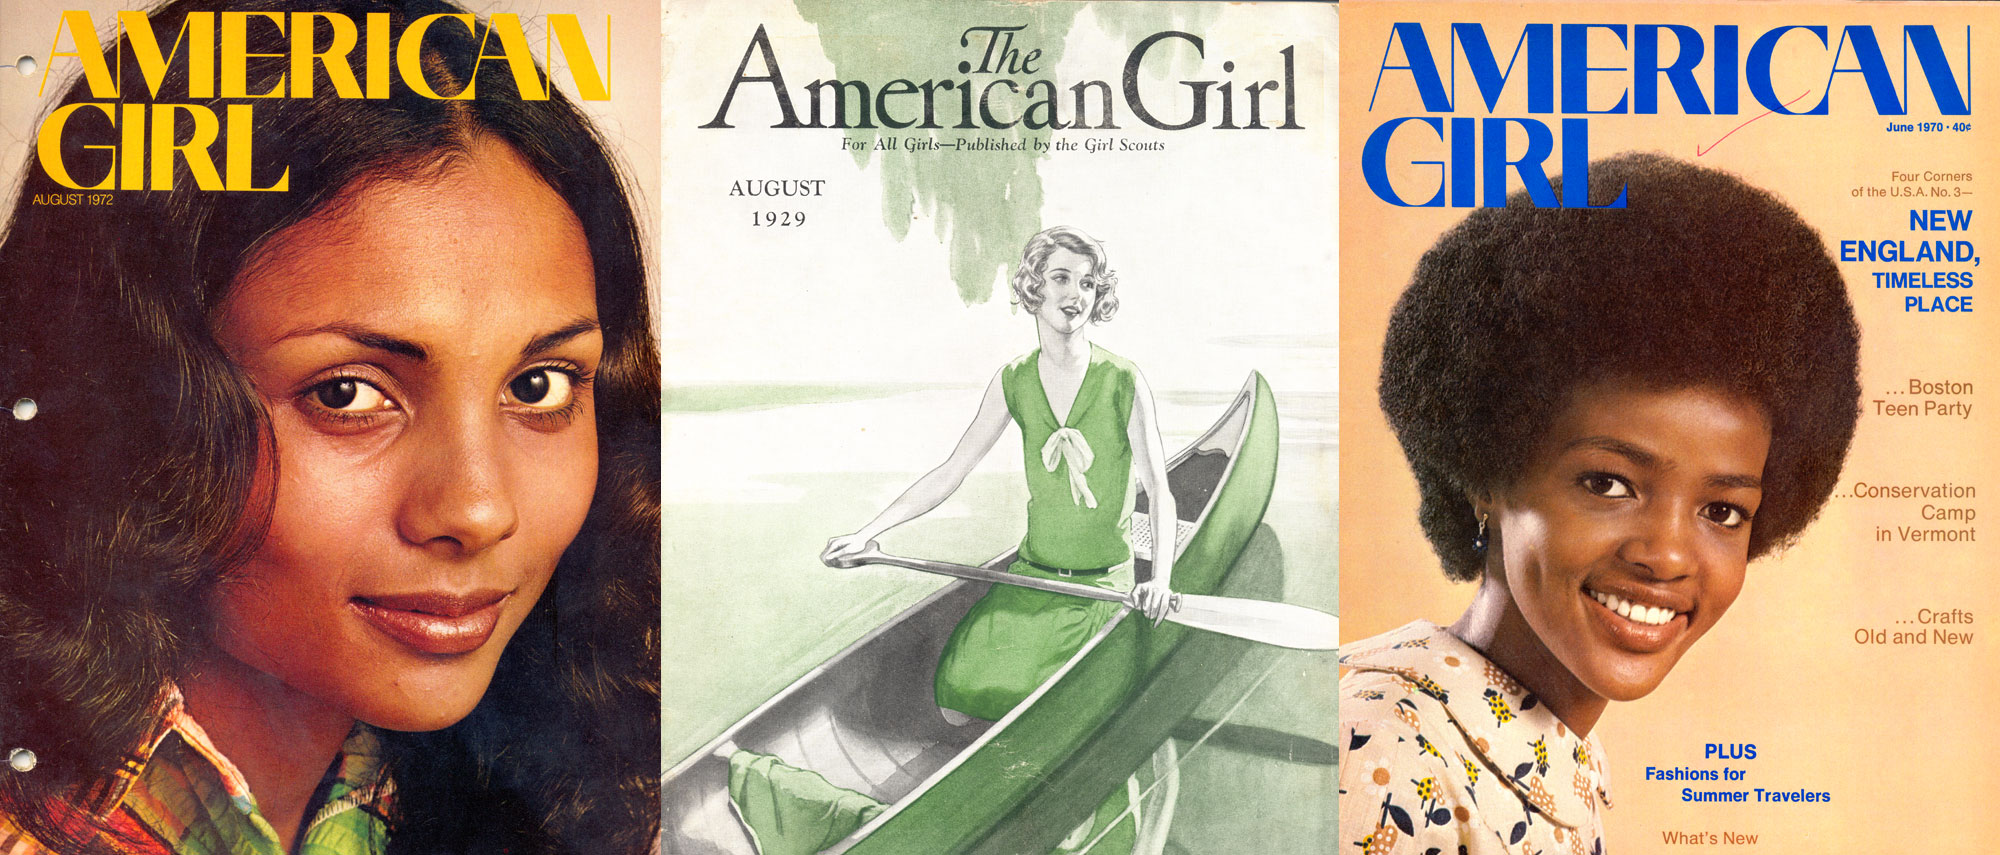 AMERICAN
GIRL
AUGUST 1972
The
American Girl
For All Girls—Published by the Girl Scouts
AUGUST
1929
AMERICAN
GIRL
June 1970 • 40¢
Four Corners
of the U.S.A. No. 3—
NEW
ENGLAND,
TIMELESS
PLACE
...Boston
Teen Party
...Conservation
Camp
in Vermont
...Crafts
Old and New
PLUS
Fashions for
Summer Travelers
What's New